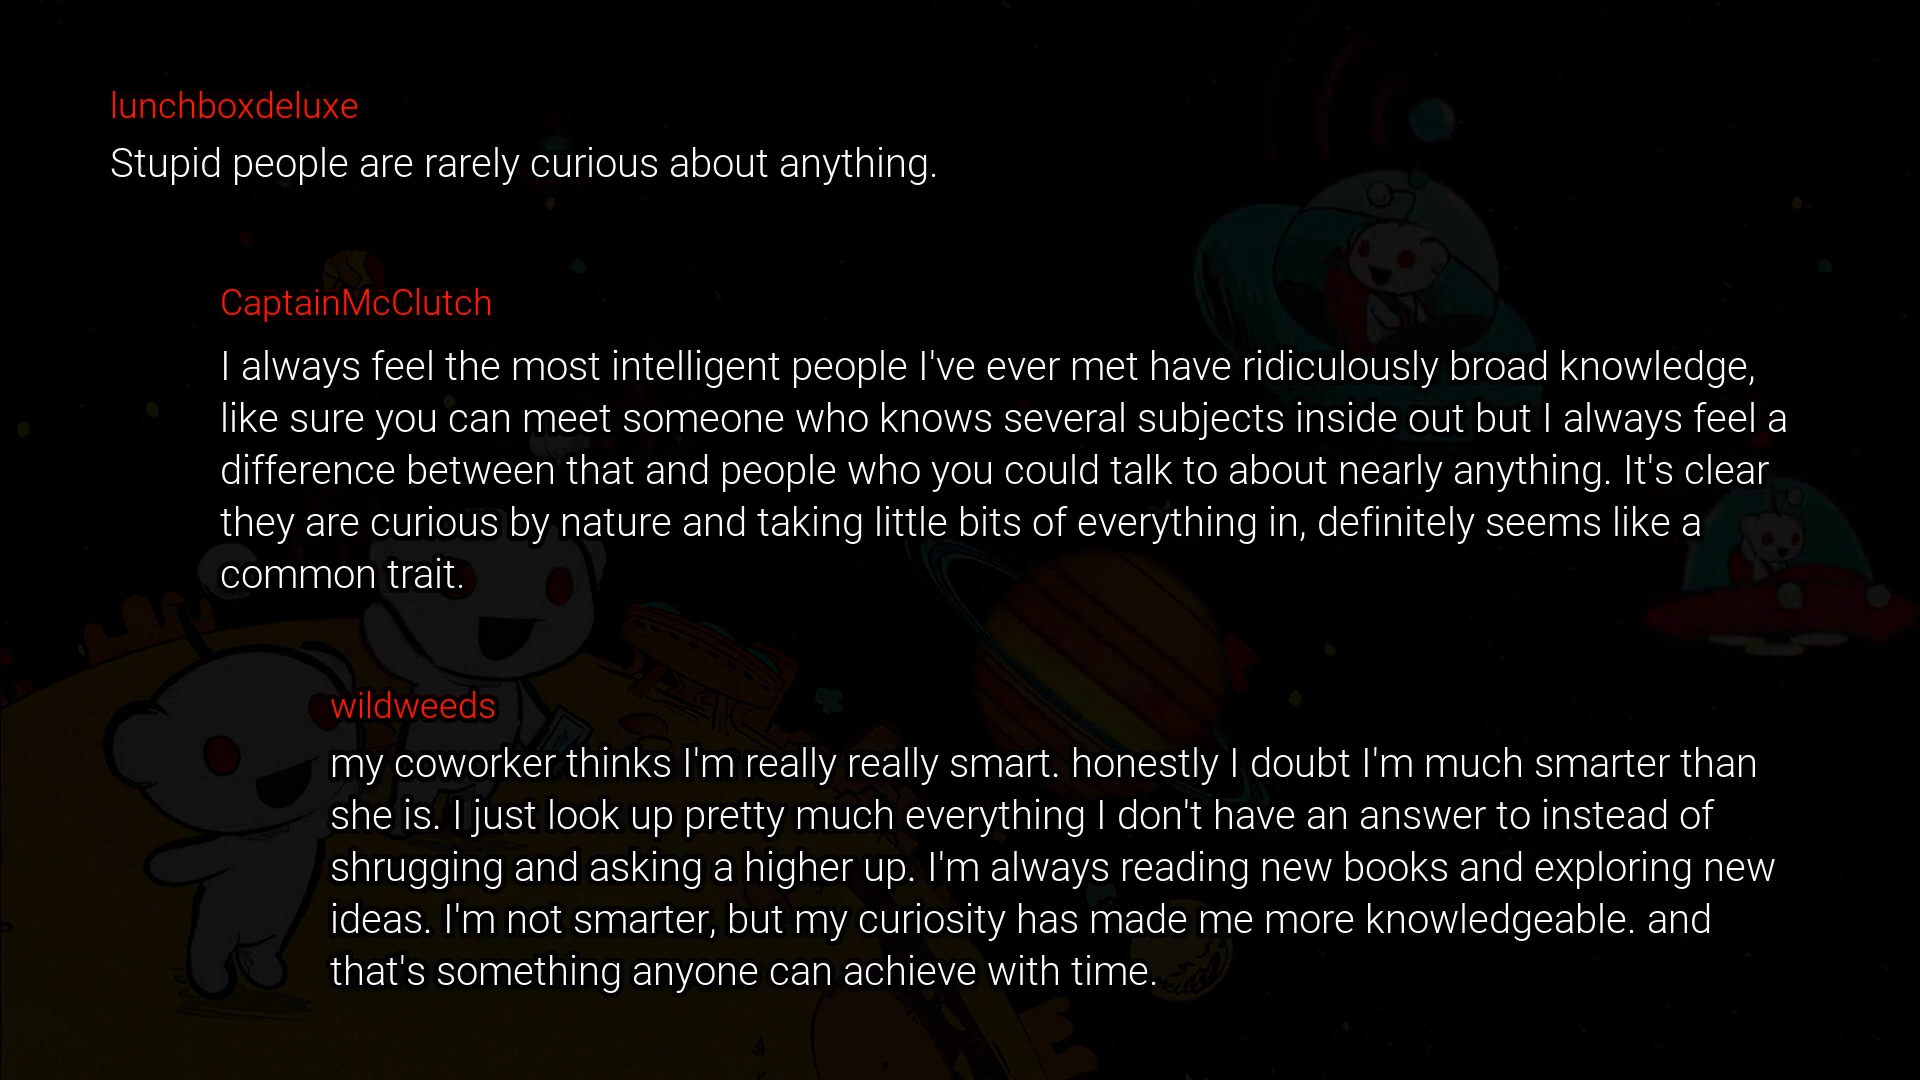 lunchboxdeluxe
Stupid people are rarely curious about anything.
CaptainMcClutch
I always feel the most intelligent people I've ever met have ridiculously broad knowledge,
like sure you can meet someone who knows several subjects inside out but I always feel a
difference between that and people who you could talk to about nearly anything. It's clear
they are curious by nature and taking little bits of everything in, definitely seems like a
common trait.
wildweeds
my coworker thinks I'm really really smart. honestly I doubt I'm much smarter than
she is. I just look up pretty much everything I don't have an answer to instead of
shrugging and asking a higher up. I'm always reading new books and exploring new
ideas. I'm not smarter, but my curiosity has made me more knowledgeable. and
that's something anyone can achieve with time.